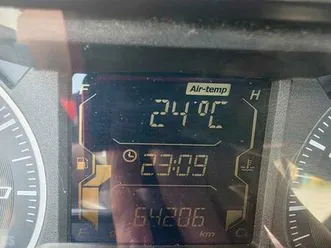 Air-temp
F 24°C H
23:09
E 64206 km C